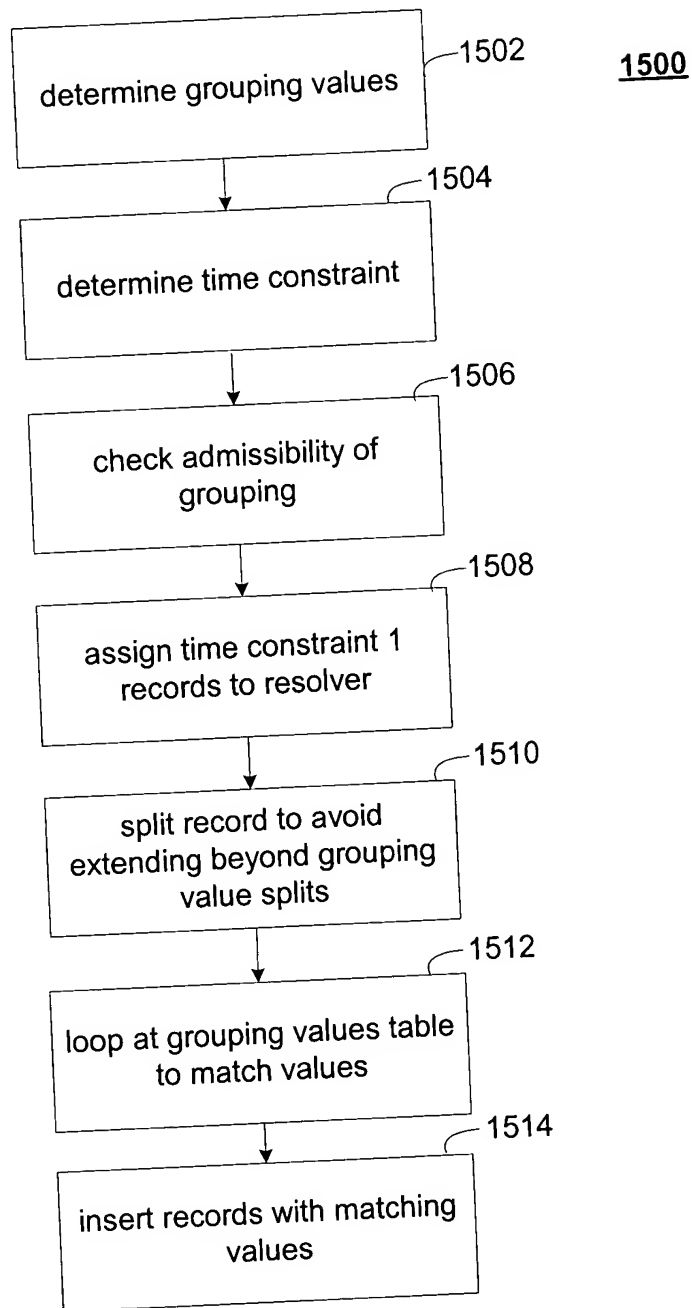 1502
1500
determine grouping values
1504
determine time constraint
1506
check admissibility of
grouping
1508
assign time constraint 1
records to resolver
1510
split record to avoid
extending beyond grouping
value splits
1512
loop at grouping values table
to match values
1514
insert records with matching
values